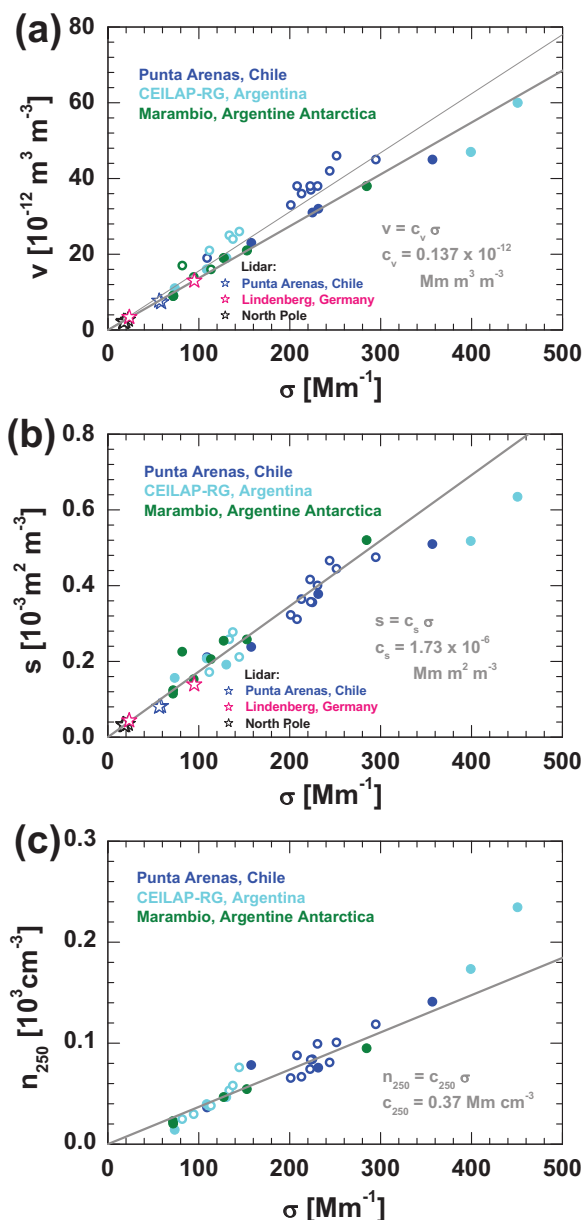 (a)
80
60
40
20
0
v [10⁻¹² m³ m⁻³]
Punta Arenas, Chile
CEILAP-RG, Argentina
Marambio, Argentine Antarctica
v = cᵥ σ
cᵥ = 0.137 x 10⁻¹²
Mm m³ m⁻³
Lidar:
Punta Arenas, Chile
Lindenberg, Germany
North Pole
0 100 200 300 400 500
σ [Mm⁻¹]
(b)
0.8
0.6
0.4
0.2
0.0
s [10⁻³m² m⁻³]
Punta Arenas, Chile
CEILAP-RG, Argentina
Marambio, Argentine Antarctica
s = cₛ σ
cₛ = 1.73 x 10⁻⁶
Mm m² m⁻³
Lidar:
Punta Arenas, Chile
Lindenberg, Germany
North Pole
0 100 200 300 400 500
σ [Mm⁻¹]
(c)
0.3
0.2
0.1
0.0
n₂₅₀ [10³cm⁻³]
Punta Arenas, Chile
CEILAP-RG, Argentina
Marambio, Argentine Antarctica
n₂₅₀ = c₂₅₀ σ
c₂₅₀ = 0.37 Mm cm⁻³
0 100 200 300 400 500
σ [Mm⁻¹]